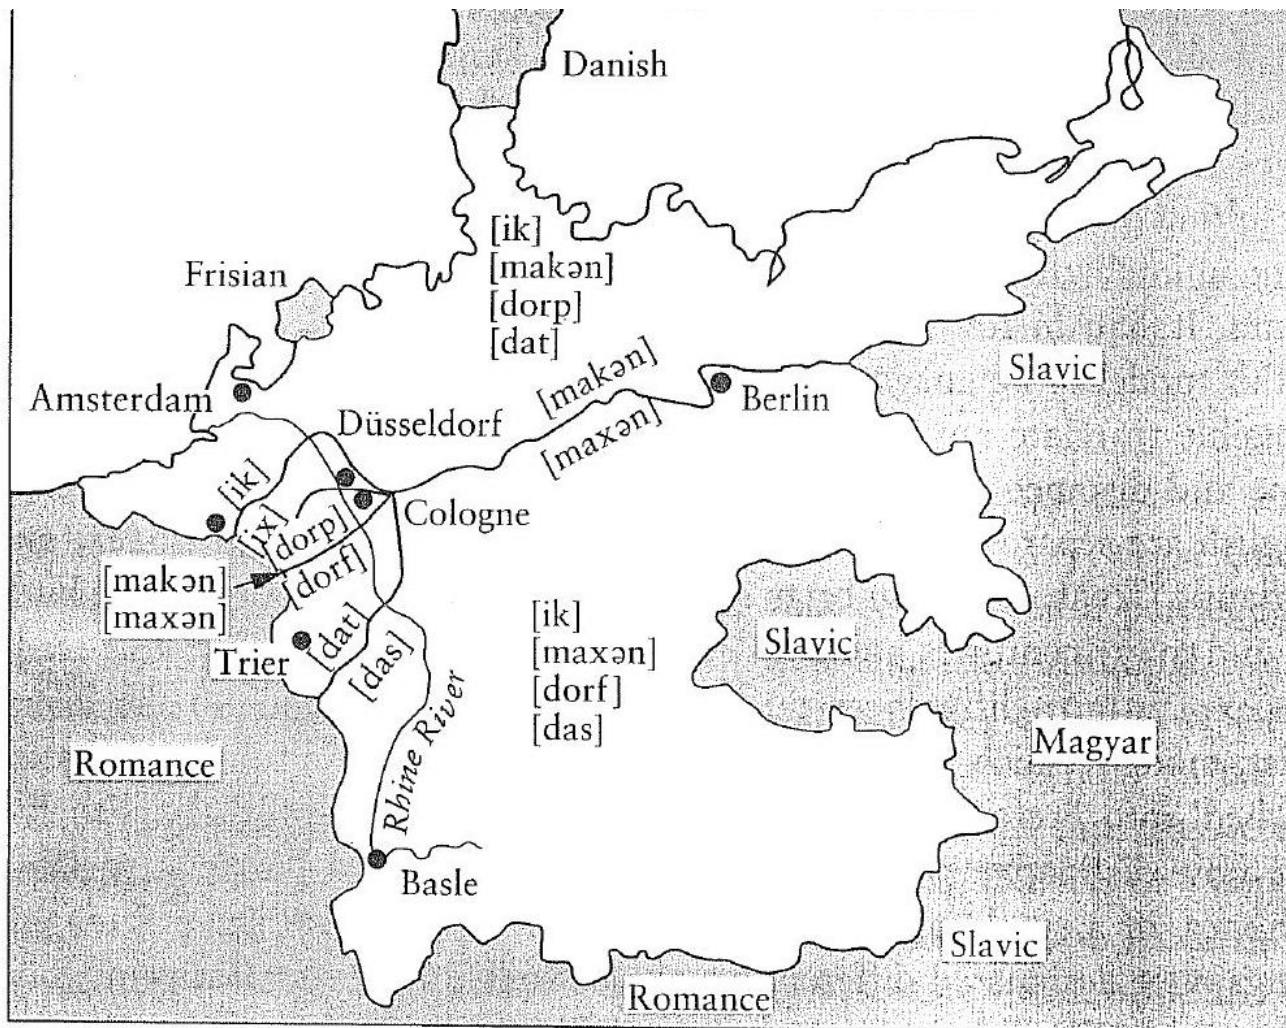 Danish
[ik]
[makən]
[dorp]
[dat]
Frisian
Slavic
[makən]
Amsterdam
Berlin
Düsseldorf
[maxən]
[ik]
[ix]
[dorp]
Cologne
[dorf]
[makən]
[maxən]
[ik]
[maxən]
[dorf]
[das]
[dat]
[das]
Trier
Slavic
Rhine River
Romance
Magyar
Basle
Slavic
Romance